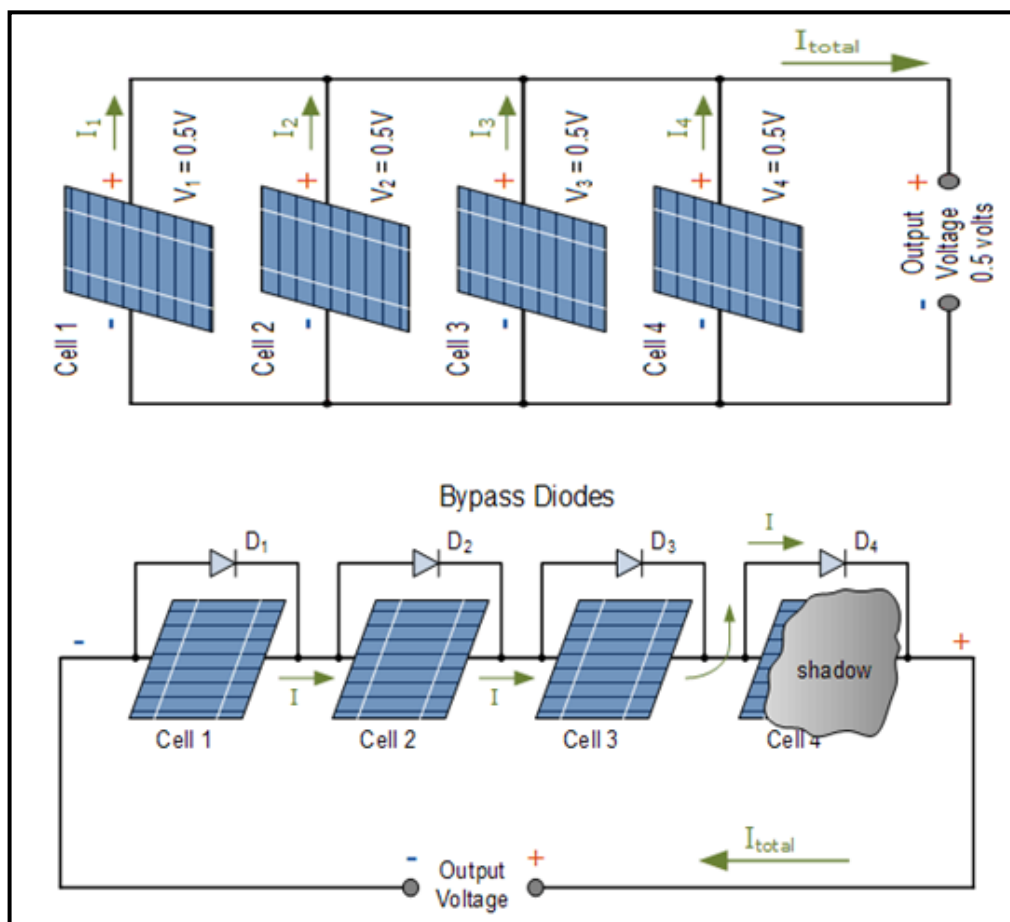 I_total
I₁
V₁ = 0.5V
I₂
V₂ = 0.5V
I₃
V₃ = 0.5V
I₄
V₄ = 0.5V
+
+
+
+
+
-
Output
Voltage
0.5 volts
-
-
-
-
Cell 1
Cell 2
Cell 3
Cell 4
Bypass Diodes
D₁
D₂
D₃
I
D₄
-
+
shadow
I
I
Cell 1
Cell 2
Cell 3
Cell 4
I_total
-
+
Output
Voltage